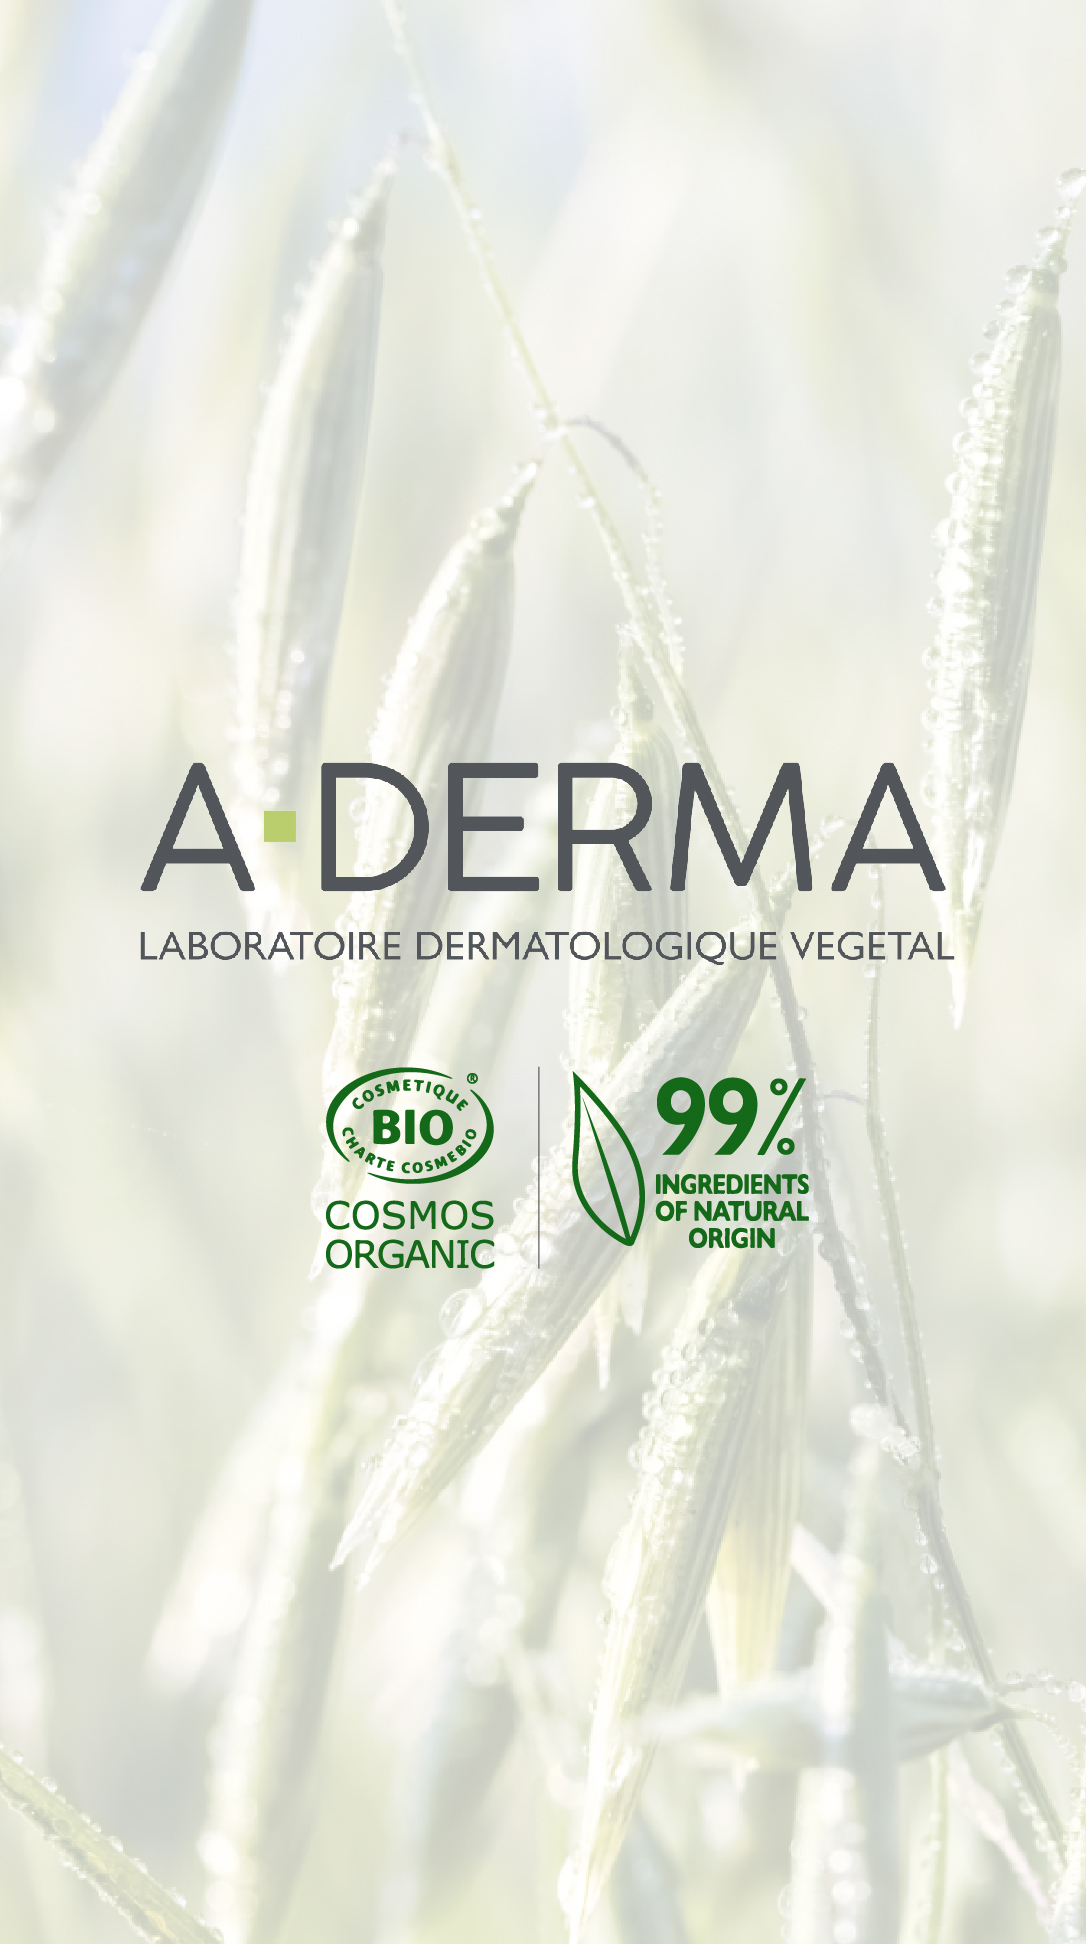 A·DERMA
LABORATOIRE DERMATOLOGIQUE VEGETAL
COSMETIQUE ®
BIO
CHARTE COSMEBIO
COSMOS
ORGANIC
99%
INGREDIENTS
OF NATURAL
ORIGIN